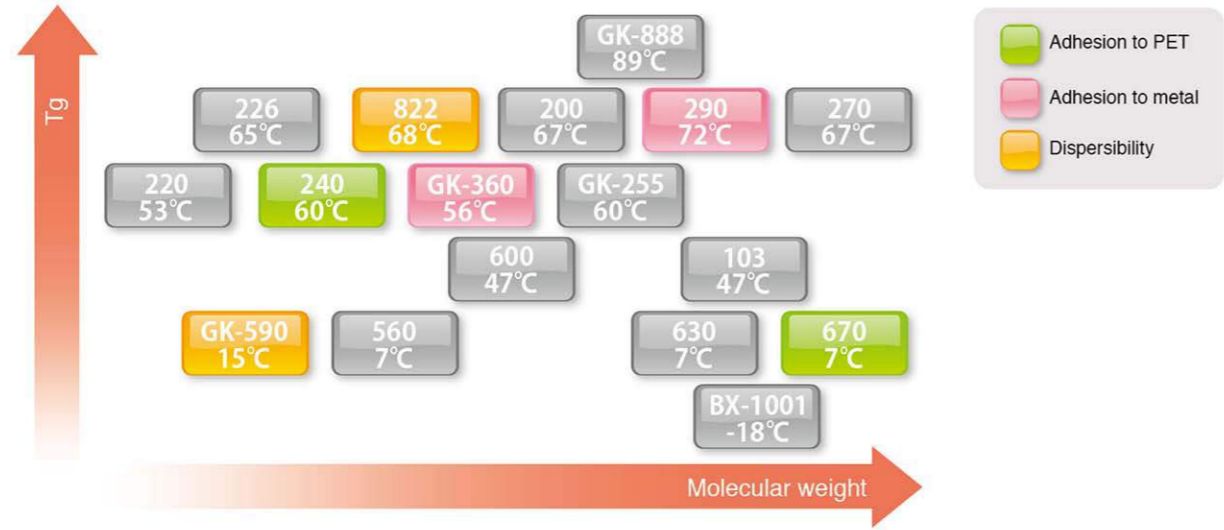 Tg
GK-888
89℃
226
65℃
822
68℃
200
67℃
290
72℃
270
67℃
220
53℃
240
60℃
GK-360
56℃
GK-255
60℃
600
47℃
103
47℃
GK-590
15℃
560
7℃
630
7℃
670
7℃
BX-1001
-18℃
Molecular weight
Adhesion to PET
Adhesion to metal
Dispersibility